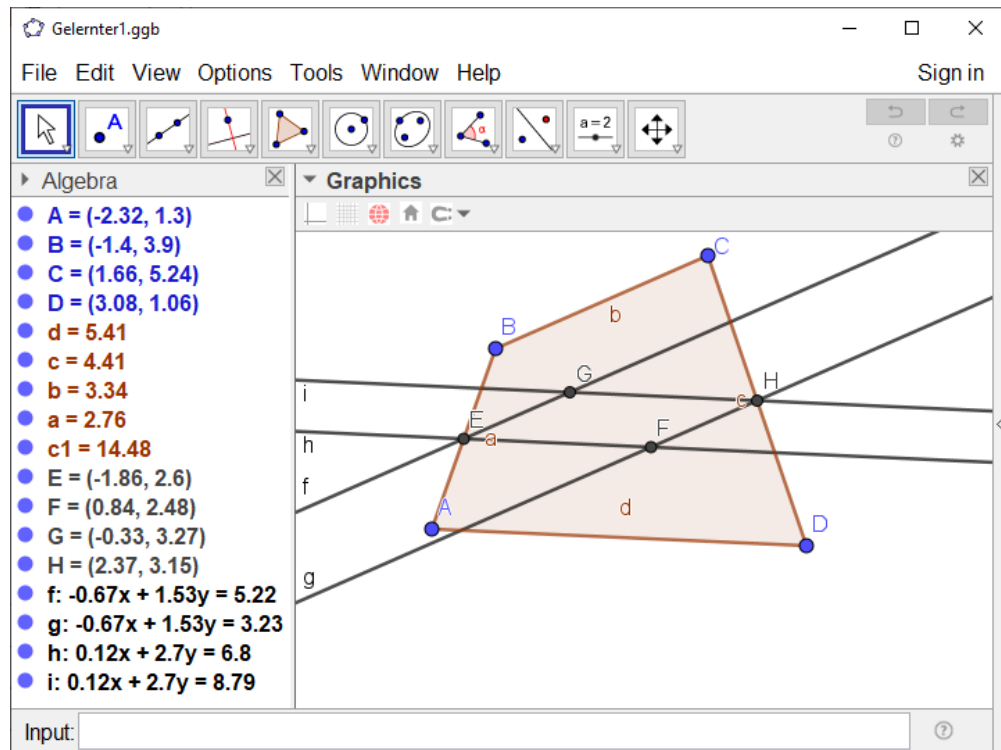 Gelernter1.ggb
File Edit View Options Tools Window Help Sign in
A α a=2
Algebra
Graphics
A = (-2.32, 1.3)
B = (-1.4, 3.9)
C = (1.66, 5.24)
D = (3.08, 1.06)
d = 5.41
c = 4.41
b = 3.34
a = 2.76
c1 = 14.48
E = (-1.86, 2.6)
F = (0.84, 2.48)
G = (-0.33, 3.27)
H = (2.37, 3.15)
f: -0.67x + 1.53y = 5.22
g: -0.67x + 1.53y = 3.23
h: 0.12x + 2.7y = 6.8
i: 0.12x + 2.7y = 8.79
C
b
B
G
H
i
c
E
a
F
h
f
A
d
D
g
Input: